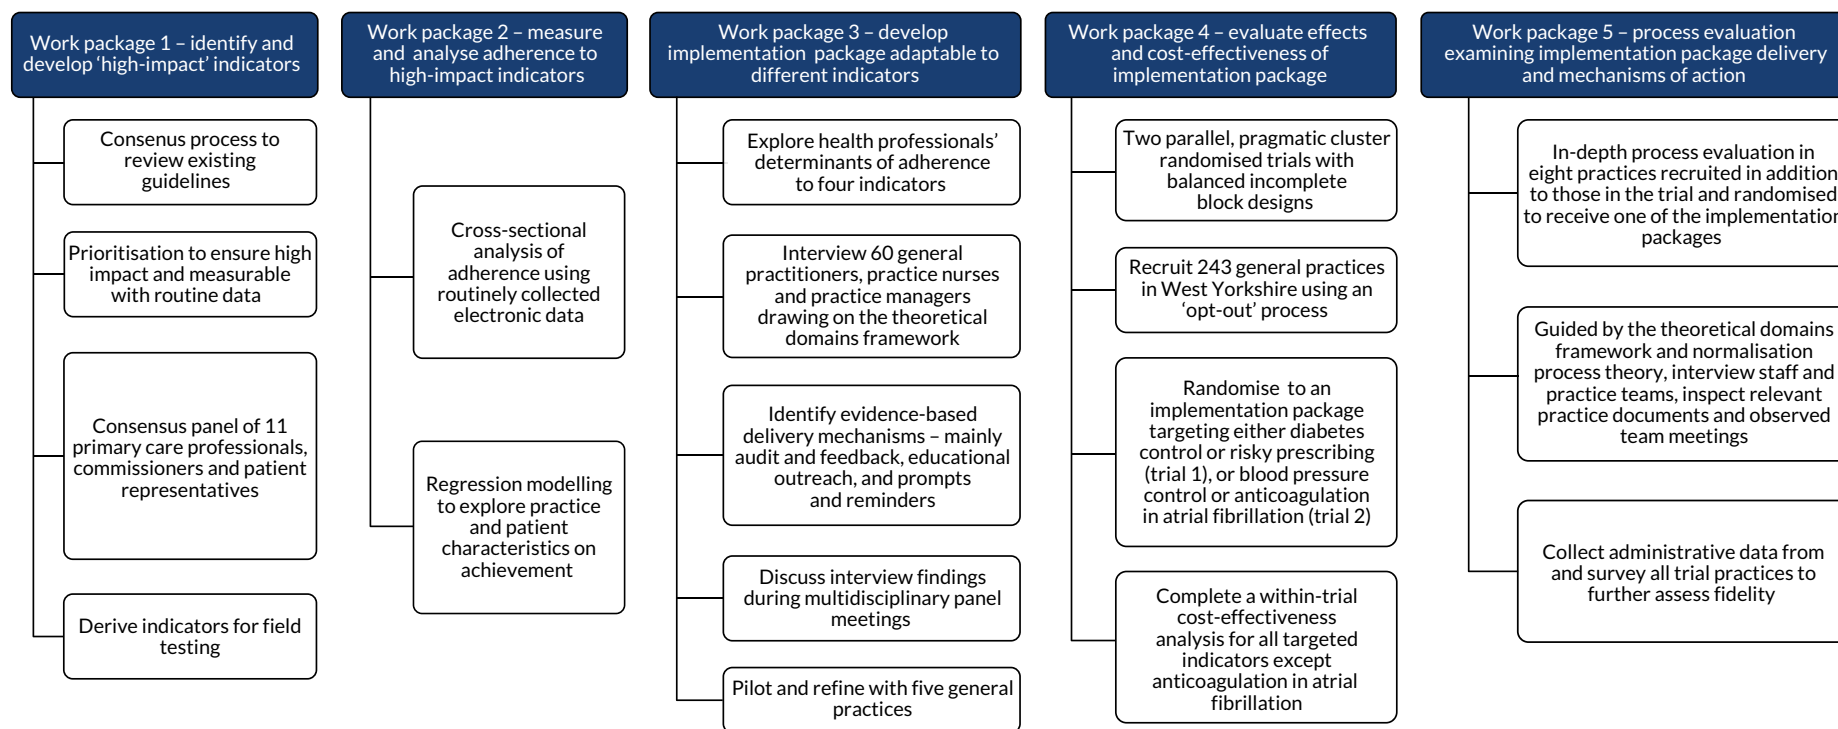 Work package 1 – identify and
develop ‘high-impact’ indicators
Consenus process to
review existing
guidelines
Prioritisation to ensure high
impact and measurable
with routine data
Consensus panel of 11
primary care professionals,
commissioners and patient
representatives
Derive indicators for field
testing
Work package 2 – measure
and analyse adherence to
high-impact indicators
Cross-sectional
analysis of
adherence using
routinely collected
electronic data
Regression modelling
to explore practice
and patient
characteristics on
achievement
Work package 3 – develop
implementation package adaptable to
different indicators
Explore health professionals’
determinants of adherence
to four indicators
Interview 60 general
practitioners, practice nurses
and practice managers
drawing on the theoretical
domains framework
Identify evidence-based
delivery mechanisms – mainly
audit and feedback, educational
outreach, and prompts
and reminders
Discuss interview findings
during multidisciplinary panel
meetings
Pilot and refine with five general
practices
Work package 4 – evaluate effects
and cost-effectiveness of
implementation package
Two parallel, pragmatic cluster
randomised trials with
balanced incomplete
block designs
Recruit 243 general practices
in West Yorkshire using an
‘opt-out’ process
Randomise to an
implementation package
targeting either diabetes
control or risky prescribing
(trial 1), or blood pressure
control or anticoagulation
in atrial fibrillation (trial 2)
Complete a within-trial
cost-effectiveness
analysis for all targeted
indicators except
anticoagulation in atrial
fibrillation
Work package 5 – process evaluation
examining implementation package delivery
and mechanisms of action
In-depth process evaluation in
eight practices recruited in addition
to those in the trial and randomised
to receive one of the implementation
packages
Guided by the theoretical domains
framework and normalisation
process theory, interview staff and
practice teams, inspect relevant
practice documents and observed
team meetings
Collect administrative data from
and survey all trial practices to
further assess fidelity